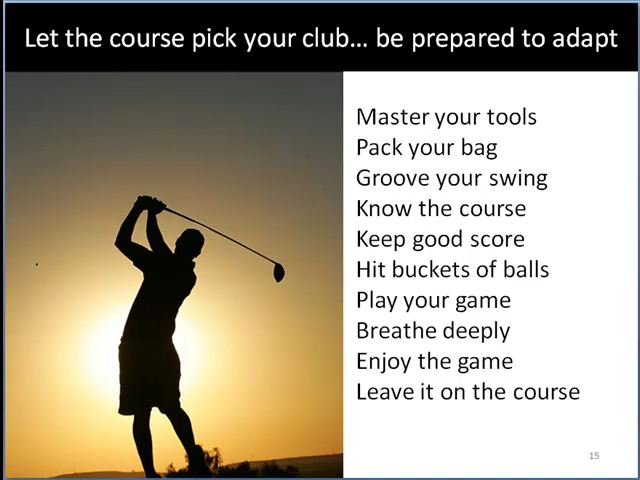 Let the course pick your club... be prepared to adapt
Master your tools
Pack your bag
Groove your swing
Know the course
Keep good score
Hit buckets of balls
Play your game
Breathe deeply
Enjoy the game
Leave it on the course
15